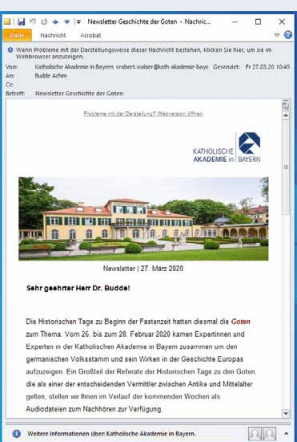 Newsletter Geschichte der Goten - Nachric...
Datei Nachricht Acrobat
Wenn Probleme mit der Darstellungsweise dieser Nachricht bestehen, klicken Sie hier, um sie im
Webbrowser anzuzeigen.
Von: Katholische Akademie in Bayern <robert.walser@kath-akademie-baye Gesendet: Fr 27.03.20 10:49
An: Budde Achim
Cc:
Betreff: Newsletter Geschichte der Goten
Probleme mit der Darstellung? Webversion öffnen
KATHOLISCHE
AKADEMIE in BAYERN
Newsletter | 27. März 2020
Sehr geehrter Herr Dr. Budde!
Die Historischen Tage zu Beginn der Fastenzeit hatten diesmal die Goten
zum Thema. Vom 26. bis zum 28. Februar 2020 kamen Expertinnen und
Experten in der Katholischen Akademie in Bayern zusammen um den
germanischen Volksstamm und sein Wirken in der Geschichte Europas
aufzuzeigen. Ein Großteil der Referate der Historischen Tage zu den Goten,
die als einer der entscheidenden Vermittler zwischen Antike und Mittelalter
gelten, stellen wir Ihnen im Verlauf der kommenden Wochen als
Audiodateien zum Nachhören zur Verfügung.
Weitere Informationen über Katholische Akademie in Bayern.